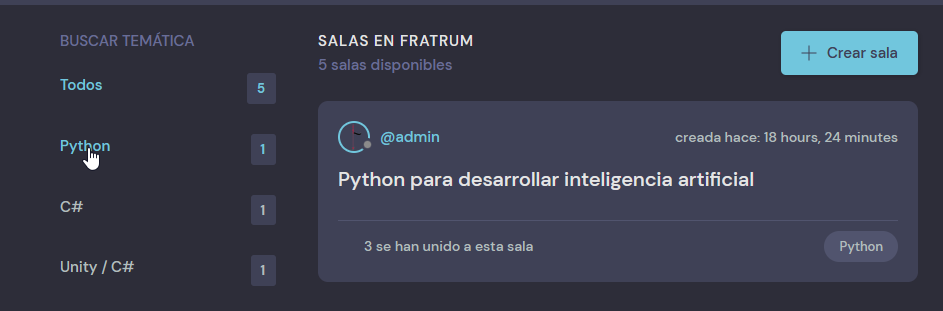 BUSCAR TEMÁTICA
Todos 5
Python 1
C# 1
Unity / C# 1
SALAS EN FRATRUM
5 salas disponibles
Crear sala
@admin
creada hace: 18 hours, 24 minutes
Python para desarrollar inteligencia artificial
3 se han unido a esta sala
Python